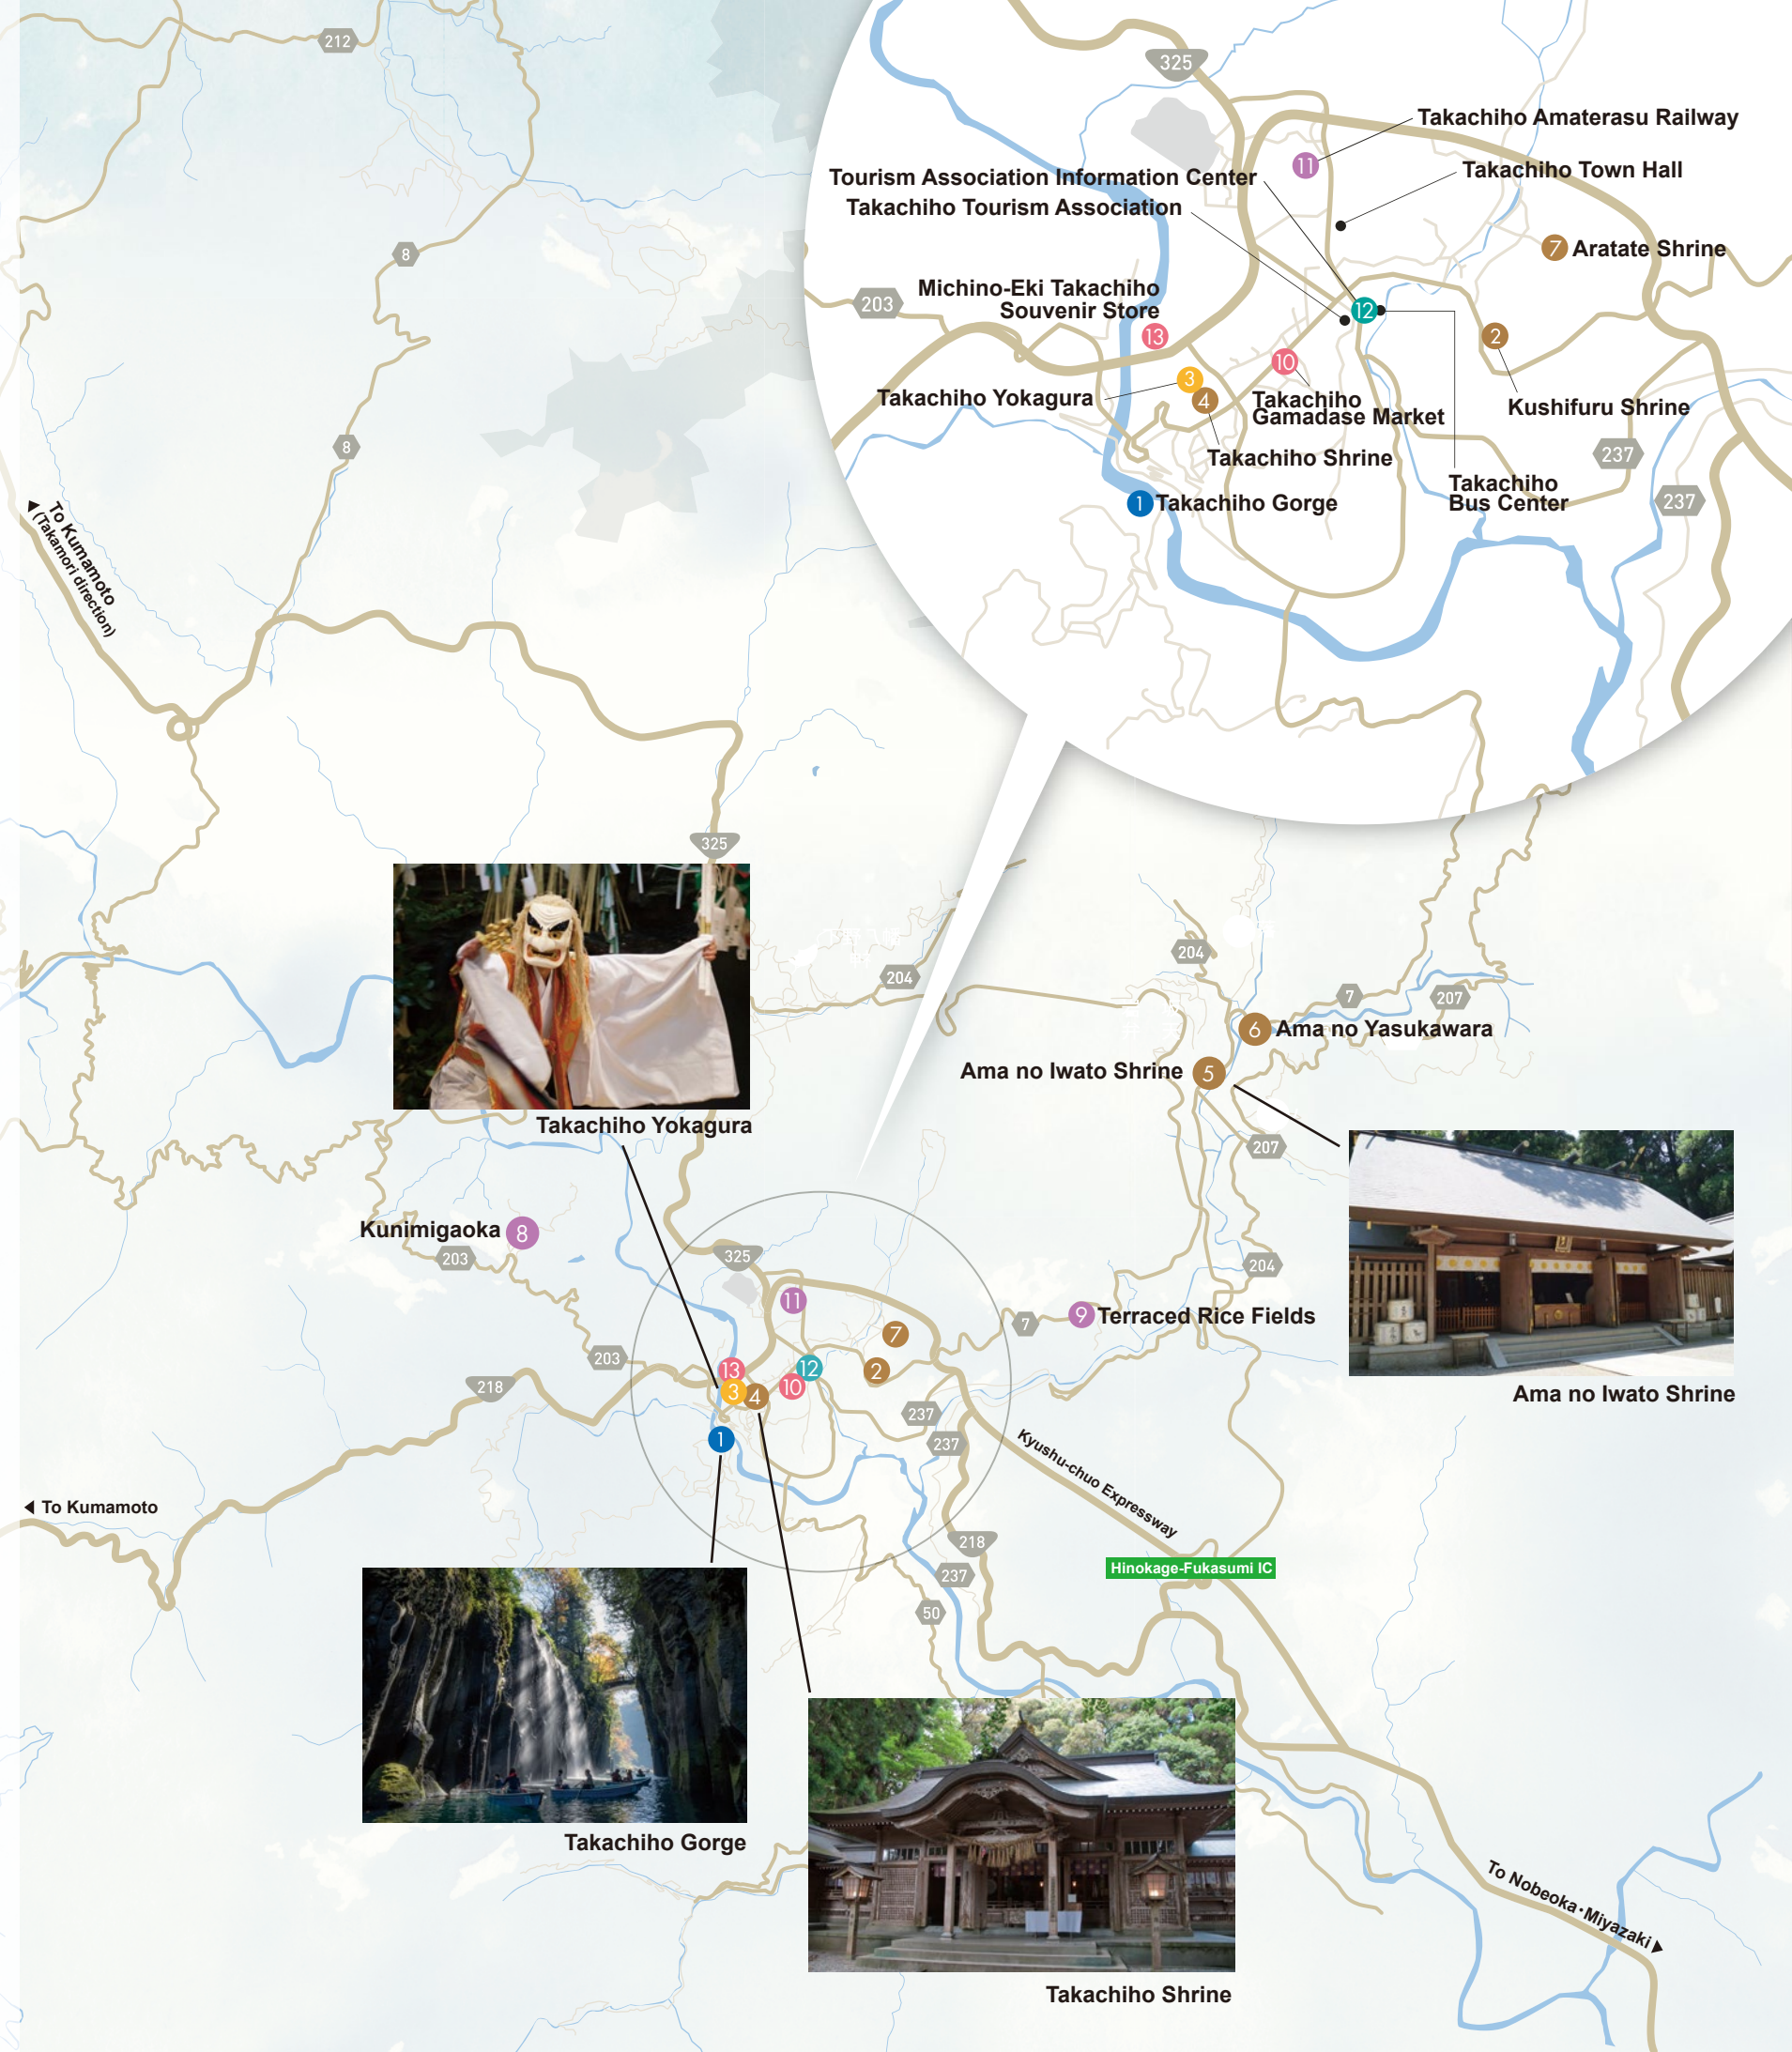 212
325
Takachiho Amaterasu Railway
11
Takachiho Town Hall
Tourism Association Information Center
Takachiho Tourism Association
8
7 Aratate Shrine
203
Michino-Eki Takachiho
Souvenir Store
13
12
2
10
3
Takachiho Yokagura
4
Takachiho
Gamadase Market
Kushifuru Shrine
8
237
Takachiho Shrine
Takachiho
Bus Center
237
1 Takachiho Gorge
To Kumamoto
(Takamori direction)
325
204
204
7
207
6 Ama no Yasukawara
Ama no Iwato Shrine 5
Takachiho Yokagura
207
Kunimigaoka 8
203
325
204
11
7
9 Terraced Rice Fields
7
203
13
12
2
218
3
4
10
Ama no Iwato Shrine
237
1
237
Kyushu-chuo Expressway
To Kumamoto
218
Hinokage-Fukasumi IC
237
50
Takachiho Gorge
To Nobeoka・Miyazaki
Takachiho Shrine